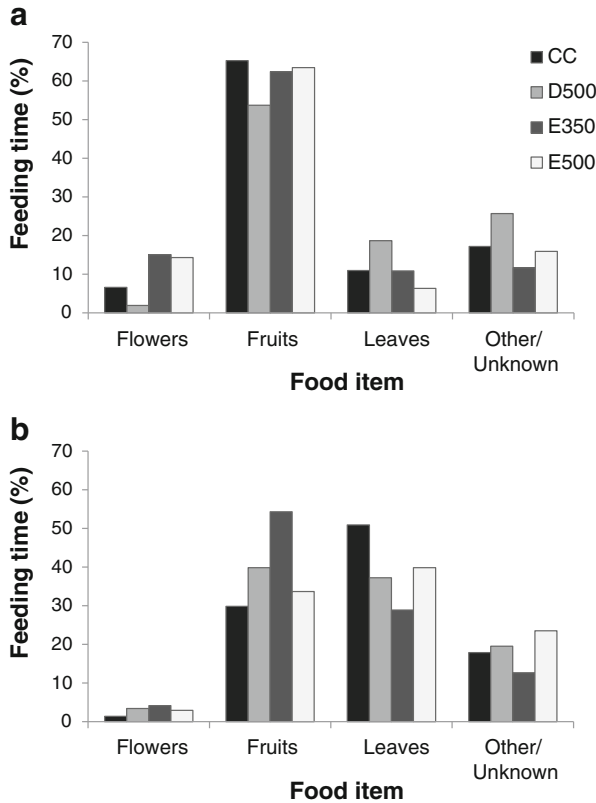 a
70
60
50
40
30
20
10
0
Feeding time (%)
CC
D500
E350
E500
Flowers Fruits Leaves Other/
Unknown
Food item
b
70
60
50
40
30
20
10
0
Feeding time (%)
Flowers Fruits Leaves Other/
Unknown
Food item